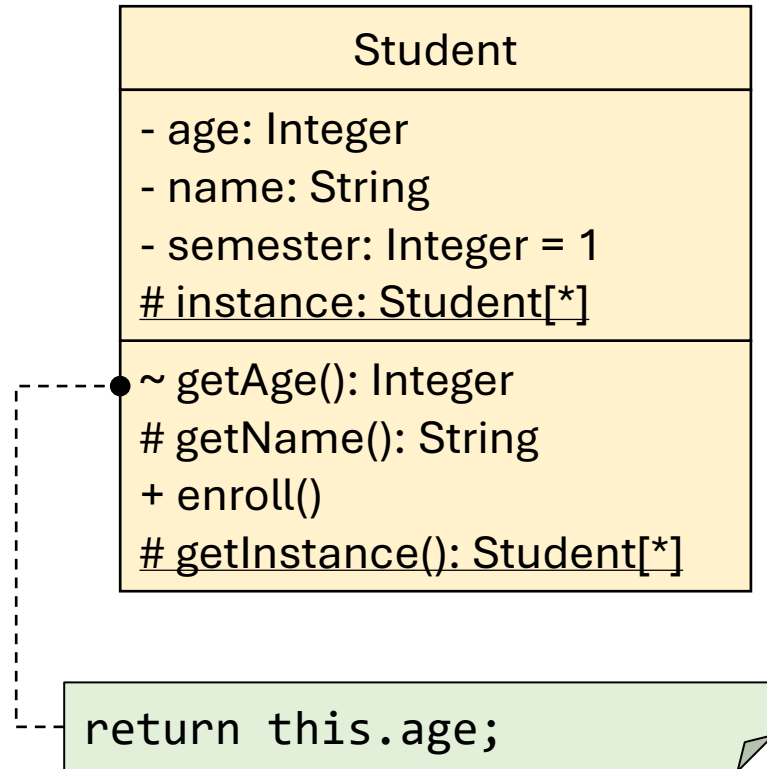 Student
- age: Integer
- name: String
- semester: Integer = 1
# instance: Student[*]
~ getAge(): Integer
# getName(): String
+ enroll()
# getInstance(): Student[*]
return this.age;